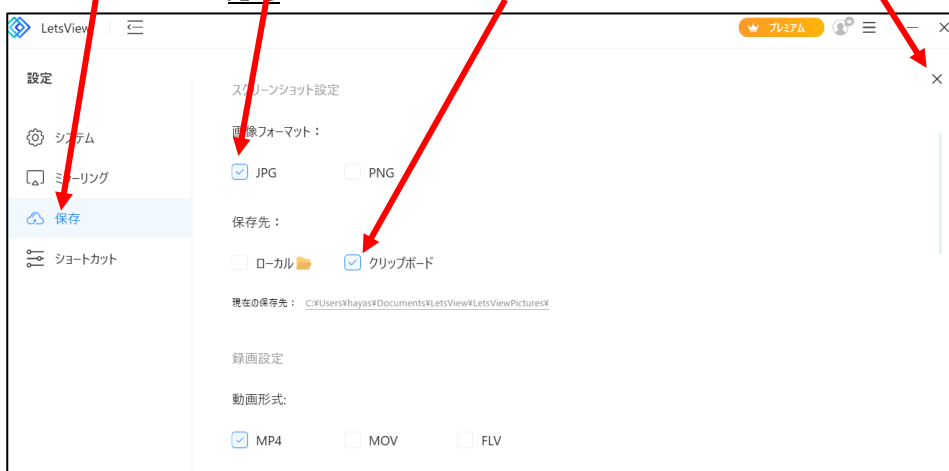 LetsView
プレミアム
設定
システム
ミラーリング
保存
ショートカット
スクリーンショット設定
画像フォーマット：
JPG PNG
保存先：
ローカル クリップボード
現在の保存先： C:¥Users¥hayas¥Documents¥LetsView¥LetsViewPictures¥
録画設定
動画形式:
MP4 MOV FLV